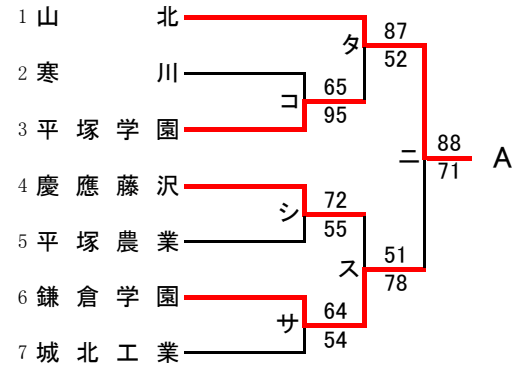 1 山 北
2 寒 川
3 平 塚 学 園
4 慶 應 藤 沢
5 平 塚 農 業
6 鎌 倉 学 園
7 城 北 工 業
タ 87
52
コ 65
95
シ 72
55
ス 51
78
サ 64
54
ニ 88
71
A